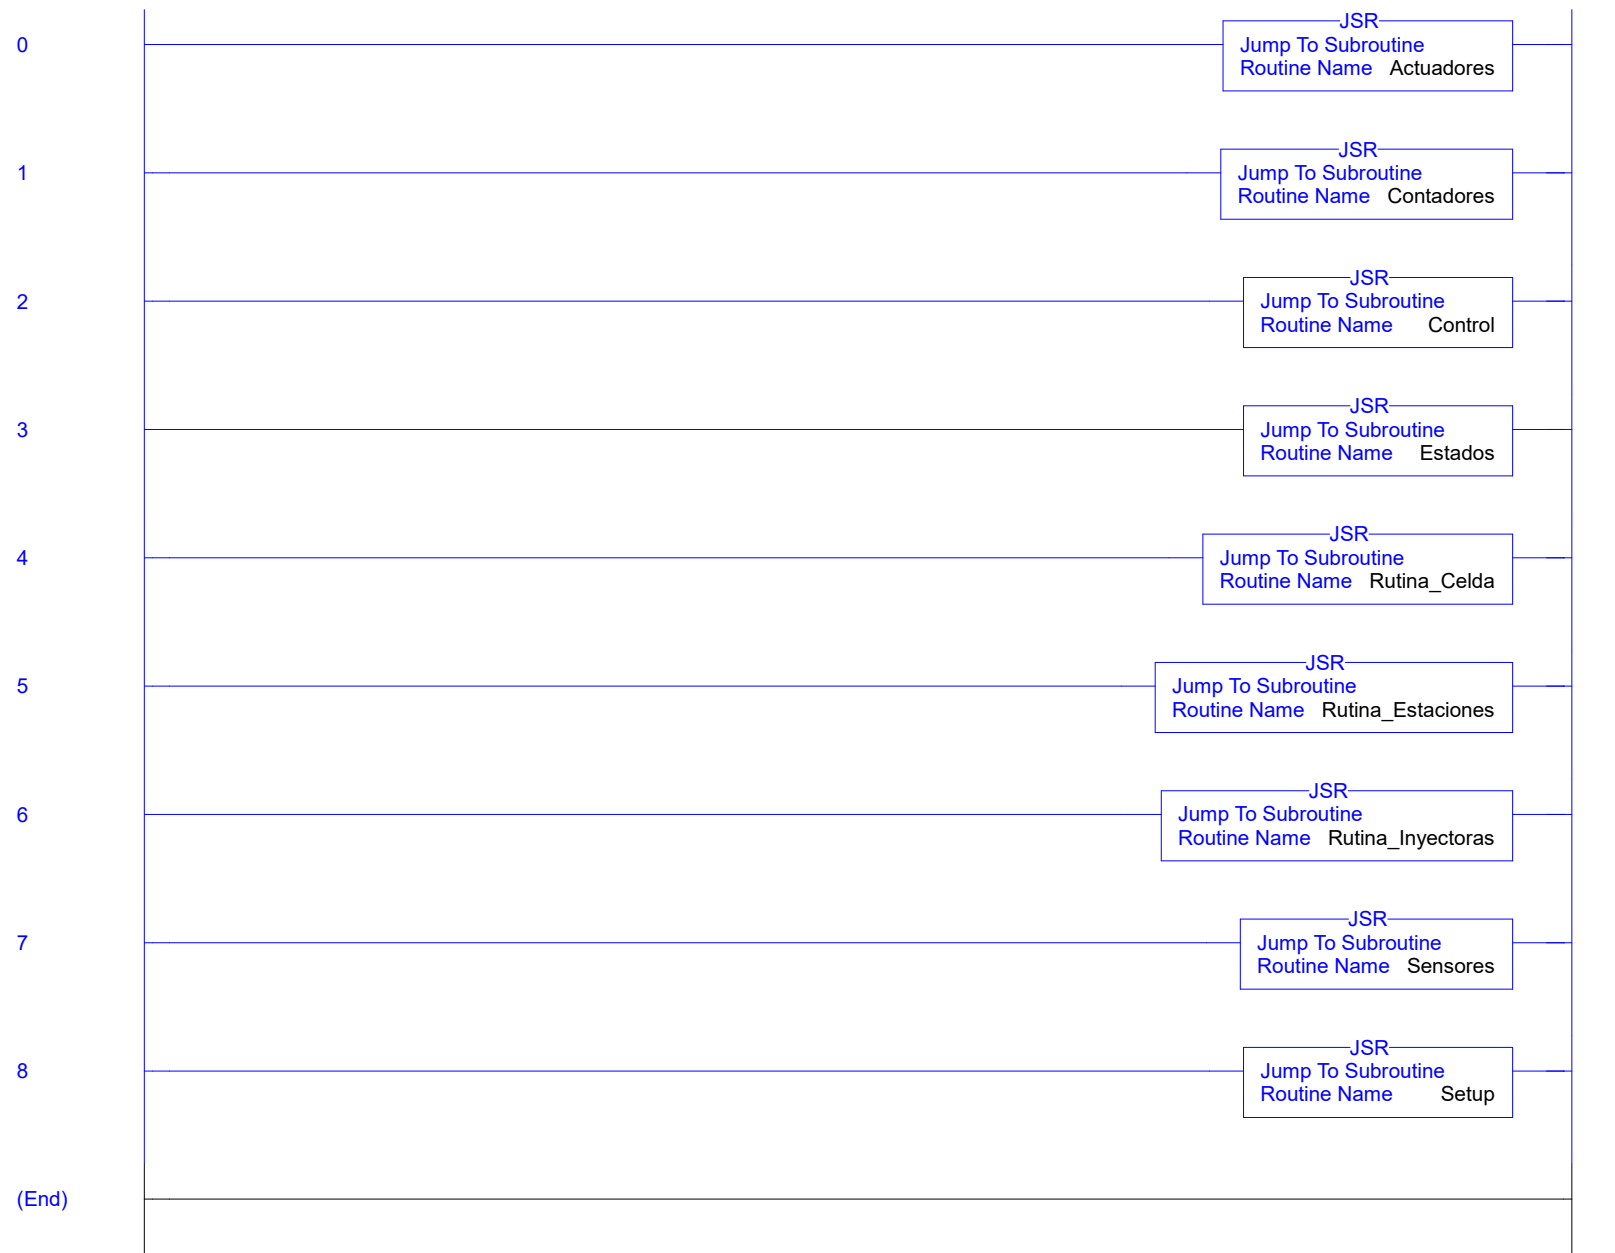 JSR
0
Jump To Subroutine
Routine Name Actuadores
JSR
1
Jump To Subroutine
Routine Name Contadores
JSR
2
Jump To Subroutine
Routine Name Control
JSR
3
Jump To Subroutine
Routine Name Estados
JSR
4
Jump To Subroutine
Routine Name Rutina_Celda
JSR
5
Jump To Subroutine
Routine Name Rutina_Estaciones
JSR
6
Jump To Subroutine
Routine Name Rutina_Inyectoras
JSR
7
Jump To Subroutine
Routine Name Sensores
JSR
8
Jump To Subroutine
Routine Name Setup
(End)